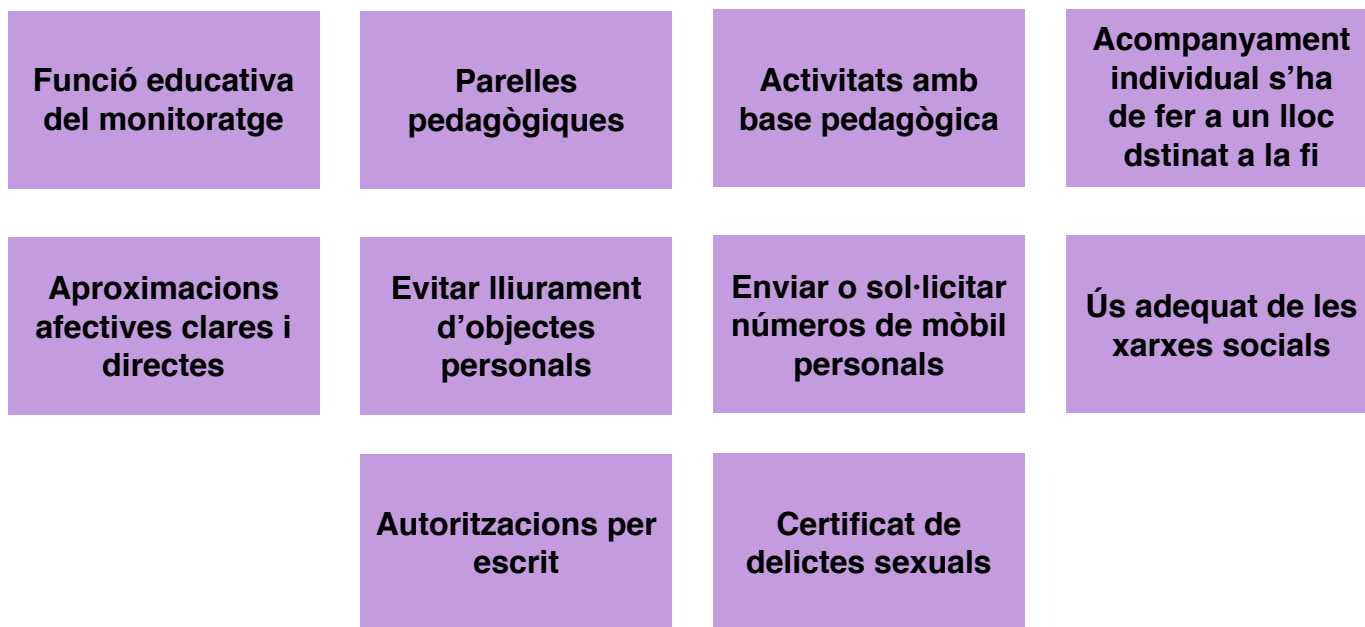 Funció educativa
del monitoratge
Parelles
pedagògiques
Activitats amb
base pedagògica
Acompanyament
individual s’ha
de fer a un lloc
dstinat a la fi
Aproximacions
afectives clares i
directes
Evitar lliurament
d’objectes
personals
Enviar o sol·licitar
números de mòbil
personals
Ús adequat de les
xarxes socials
Autoritzacions per
escrit
Certificat de
delictes sexuals